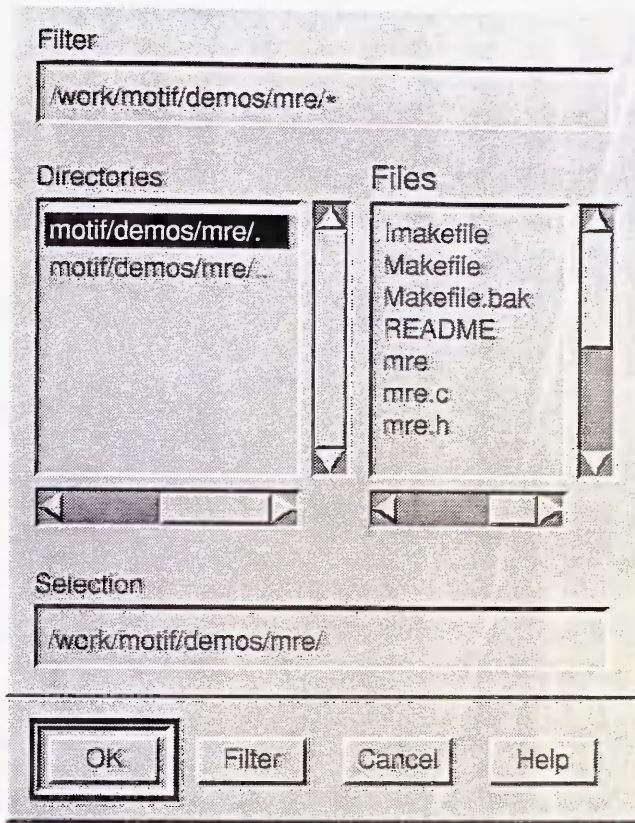 Filter
/work/motif/demos/mre/*
Directories
motif/demos/mre/.
motif/demos/mre/..
Files
Imakefile
Makefile
Makefile.bak
README
mre
mre.c
mre.h
Selection
/work/motif/demos/mre/
OK
Filter
Cancel
Help